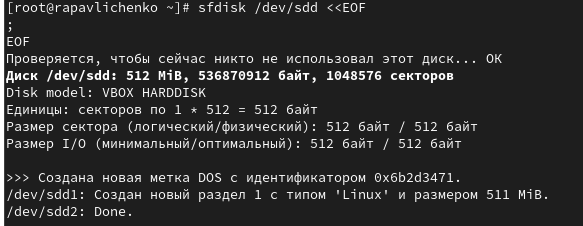 [root@rapavlichenko ~]# sfdisk /dev/sdd <<EOF
;
EOF
Проверяется, чтобы сейчас никто не использовал этот диск... ОК
Диск /dev/sdd: 512 MiB, 536870912 байт, 1048576 секторов
Disk model: VBOX HARDDISK
Единицы: секторов по 1 * 512 = 512 байт
Размер сектора (логический/физический): 512 байт / 512 байт
Размер I/O (минимальный/оптимальный): 512 байт / 512 байт
>>> Создана новая метка DOS с идентификатором 0x6b2d3471.
/dev/sdd1: Создан новый раздел 1 с типом 'Linux' и размером 511 MiB.
/dev/sdd2: Done.